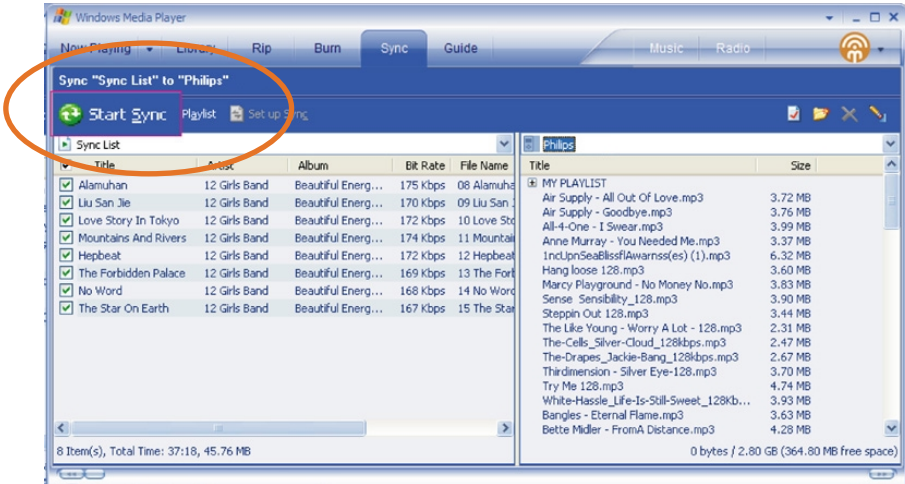 Windows Media Player
Now Playing Library Rip Burn Sync Guide Music Radio
Sync "Sync List" to "Philips"
Start Sync Playlist Set up Sync
Sync List
Philips
Title Artist Album Bit Rate File Name
Alamuhan 12 Girls Band Beautiful Energ... 175 Kbps 08 Alamuha
Liu San Jie 12 Girls Band Beautiful Energ... 170 Kbps 09 Liu San
Love Story In Tokyo 12 Girls Band Beautiful Energ... 172 Kbps 10 Love Sto
Mountains And Rivers 12 Girls Band Beautiful Energ... 174 Kbps 11 Mountai
Hepbeat 12 Girls Band Beautiful Energ... 172 Kbps 12 Hepbeat
The Forbidden Palace 12 Girls Band Beautiful Energ... 169 Kbps 13 The Forb
No Word 12 Girls Band Beautiful Energ... 168 Kbps 14 No Word
The Star On Earth 12 Girls Band Beautiful Energ... 167 Kbps 15 The Star
8 Item(s), Total Time: 37:18, 45.76 MB
Title Size
MY PLAYLIST
Air Supply - All Out Of Love.mp3 3.72 MB
Air Supply - Goodbye.mp3 3.76 MB
All-4-One - I Swear.mp3 3.99 MB
Anne Murray - You Needed Me.mp3 3.37 MB
1ncUpnSeaBlissflAwarnss(es) (1).mp3 6.32 MB
Hang loose 128.mp3 3.60 MB
Marcy Playground - No Money No.mp3 3.83 MB
Sense Sensibility_128.mp3 3.90 MB
Steppin Out 128.mp3 3.44 MB
The Like Young - Worry A Lot - 128.mp3 2.31 MB
The-Cells_Silver-Cloud_128kbps.mp3 2.47 MB
The-Drapes_Jackie-Bang_128kbps.mp3 2.67 MB
Thirdimension - Silver Eye-128.mp3 3.70 MB
Try Me 128.mp3 4.74 MB
White-Hassle_Life-Is-Still-Sweet_128Kb... 3.93 MB
Bangles - Eternal Flame.mp3 3.63 MB
Bette Midler - FromA Distance.mp3 4.28 MB
0 bytes / 2.80 GB (364.80 MB free space)